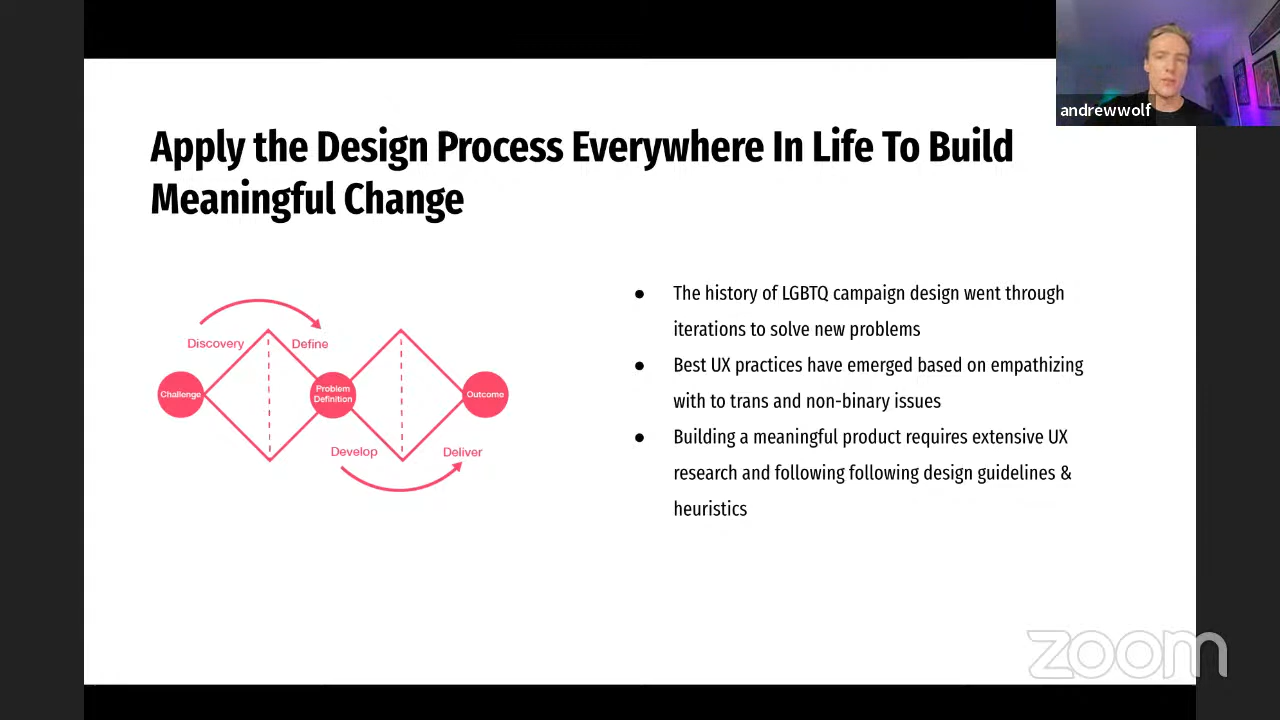 andrewwolf
Apply the Design Process Everywhere In Life To Build
Meaningful Change
Discovery
Define
Challenge
Problem
Definition
Outcome
Develop
Deliver
● The history of LGBTQ campaign design went through
iterations to solve new problems
● Best UX practices have emerged based on empathizing
with to trans and non-binary issues
● Building a meaningful product requires extensive UX
research and following following design guidelines &
heuristics
zoom